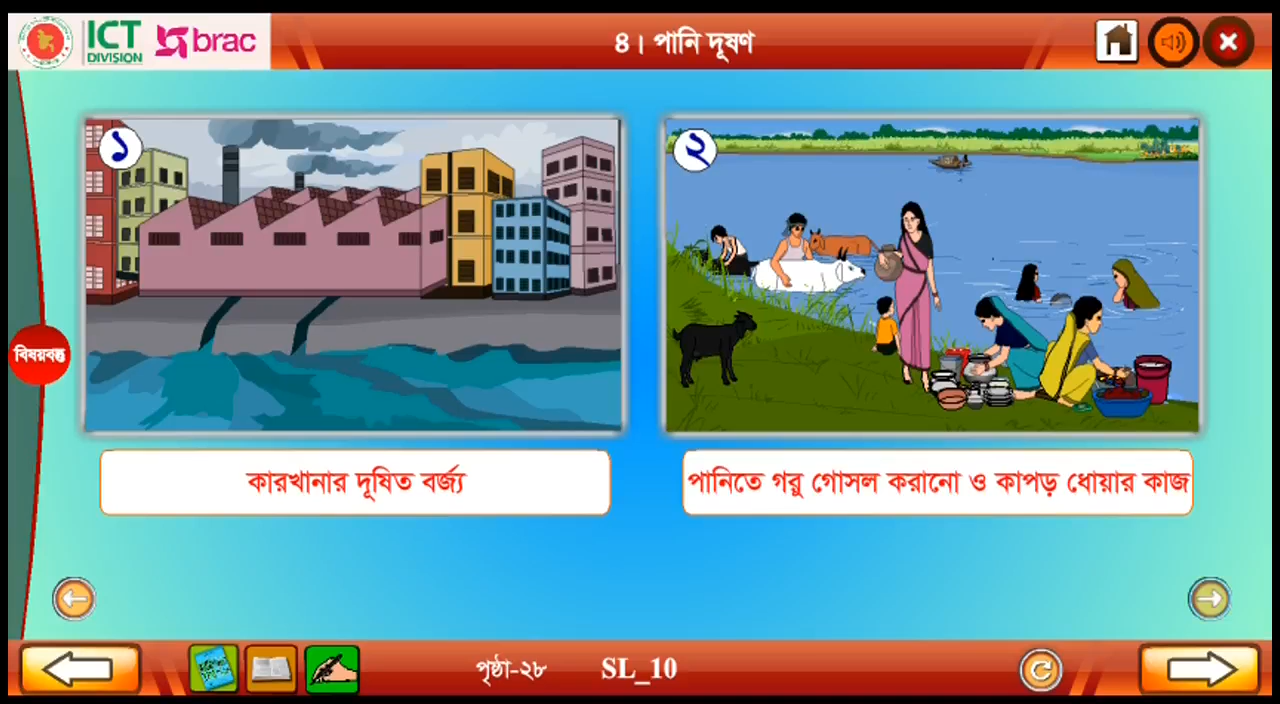 ICT
DIVISION
brac
৪। পানি দূষণ
১
২
বিষয়বস্তু
কারখানার দূষিত বর্জ্য
পানিতে গরু গোসল করানো ও কাপড় ধোয়ার কাজ
পৃষ্ঠা-২৮
SL_10